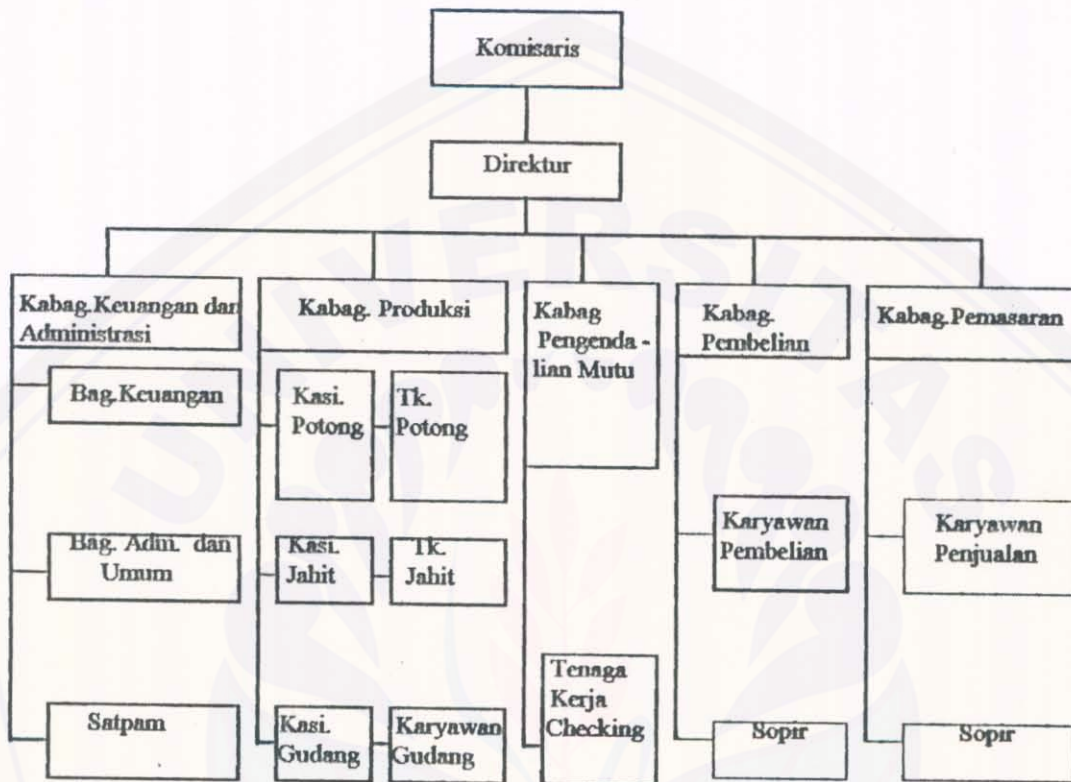 Komisaris
Direktur
Kabag.Keuangan dan
Administrasi
Kabag. Produksi
Kabag
Pengenda -
lian Mutu
Kabag.
Pembelian
Kabag.Pemasaran
Bag.Keuangan
Kasi.
Potong
Tk.
Potong
Bag. Adm. dan
Umum
Kasi.
Jahit
Tk.
Jahit
Karyawan
Pembelian
Karyawan
Penjualan
Satpam
Kasi.
Gudang
Karyawan
Gudang
Tenaga
Kerja
Checking
Sopir
Sopir
UNIVERSITAS